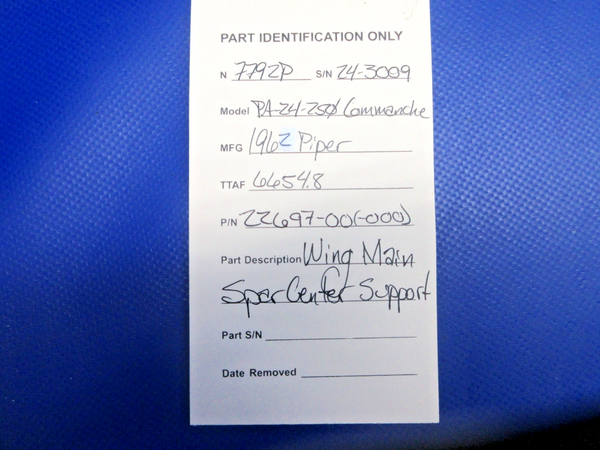 PART IDENTIFICATION ONLY
N 7792P S/N 24-3009
Model PA-24-250 Commanche
MFG 1962 Piper
TTAF 6654.8
P/N 22697-00(-000)
Part Description Wing Main
Spar Center Support
Part S/N
Date Removed